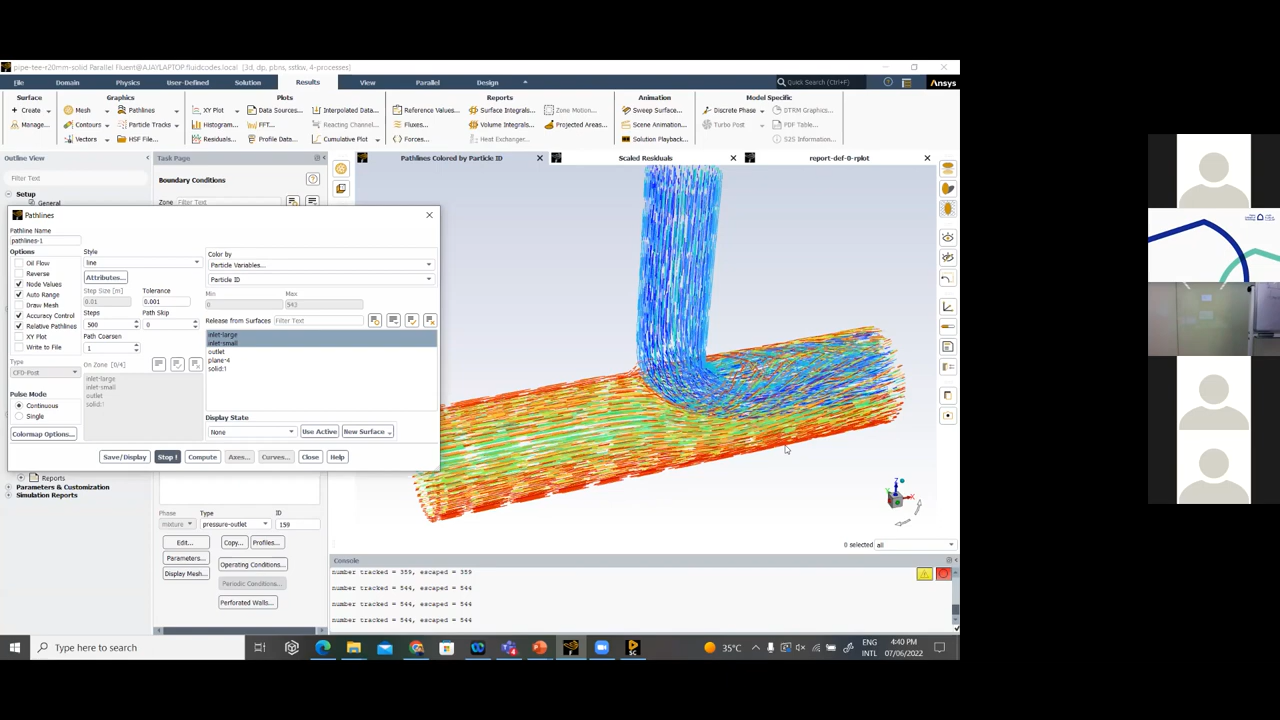 pipe-tee-r20mm-solid Parallel Fluent@AJAYLAPTOP.fluidcodes.local [3d, dp, pbns, sstkw, 4-processes]
File Domain Physics User-Defined Solution Results View Parallel Design Quick Search (Ctrl+F) Ansys
Surface Graphics Plots Reports Animation Model Specific
Create Mesh Pathlines XY Plot Data Sources... Interpolated Data... Reference Values... Surface Integrals... Zone Motion... Sweep Surface... Discrete Phase DTRM Graphics...
Manage... Contours Particle Tracks Histogram... FFT... Reacting Channel... Fluxes... Volume Integrals... Projected Areas... Scene Animation... Turbo Post PDF Table...
Vectors HSF File... Residuals... Profile Data... Cumulative Plot Forces... Heat Exchanger... Solution Playback... S2S Information...
Outline View Task Page Pathlines Colored by Particle ID Scaled Residuals report-def-0-rplot
Filter Text Boundary Conditions
Setup Zone Filter Text
General
Pathlines
Pathline Name
pathlines-1
Options Style Color by
Oil Flow line Particle Variables...
Reverse Attributes... Particle ID
Node Values Step Size [m] Tolerance Min Max
Auto Range 0.01 0.001 0 543
Draw Mesh Steps Path Skip Release from Surfaces Filter Text
Accuracy Control 500 0 inlet-large
Relative Pathlines inlet-small
XY Plot Path Coarsen outlet
Write to File 1 plane-4
Type On Zone [0/4] solid:1
CFD-Post inlet-large
Pulse Mode inlet-small
Continuous outlet
Single solid:1
Colormap Options... Display State
None Use Active New Surface
Save/Display Stop ! Compute Axes... Curves... Close Help
Reports
Parameters & Customization
Simulation Reports
Phase Type ID
mixture pressure-outlet 159
Edit... Copy... Profiles...
Parameters... Operating Conditions...
Display Mesh... Periodic Conditions...
Perforated Walls...
0 selected all
Console
number tracked = 359, escaped = 359
number tracked = 544, escaped = 544
number tracked = 544, escaped = 544
number tracked = 544, escaped = 544
Type here to search 35°C ENG INTL 4:40 PM 07/06/2022